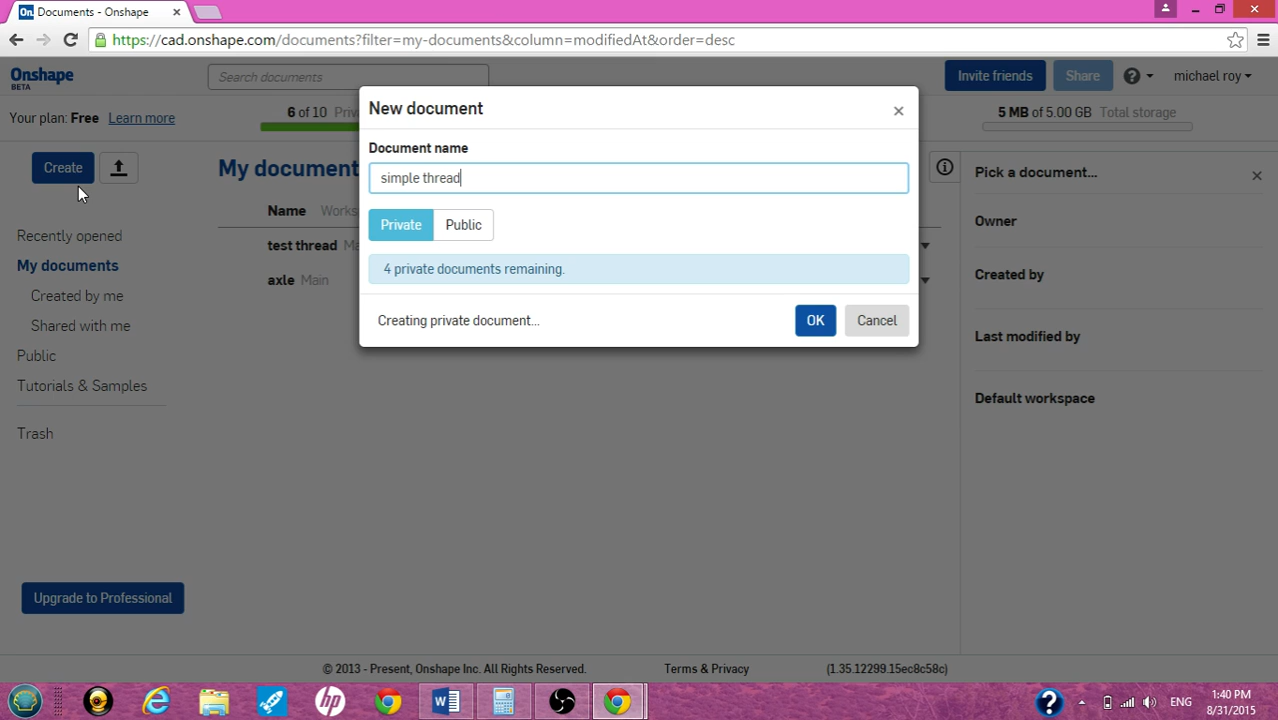 On Documents - Onshape
https://cad.onshape.com/documents?filter=my-documents&column=modifiedAt&order=desc
Onshape
BETA
Search documents
Invite friends
Share
michael roy
Your plan: Free Learn more
6 of 10 Priv
5 MB of 5.00 GB Total storage
New document
Document name
simple thread
Private
Public
4 private documents remaining.
Creating private document...
OK
Cancel
Create
My document
Name Works
test thread Ma
axle Main
Recently opened
My documents
Created by me
Shared with me
Public
Tutorials & Samples
Trash
Upgrade to Professional
Pick a document...
Owner
Created by
Last modified by
Default workspace
© 2013 - Present, Onshape Inc. All Rights Reserved.
Terms & Privacy
(1.35.12299.15ec8c58c)
ENG
1:40 PM
8/31/2015